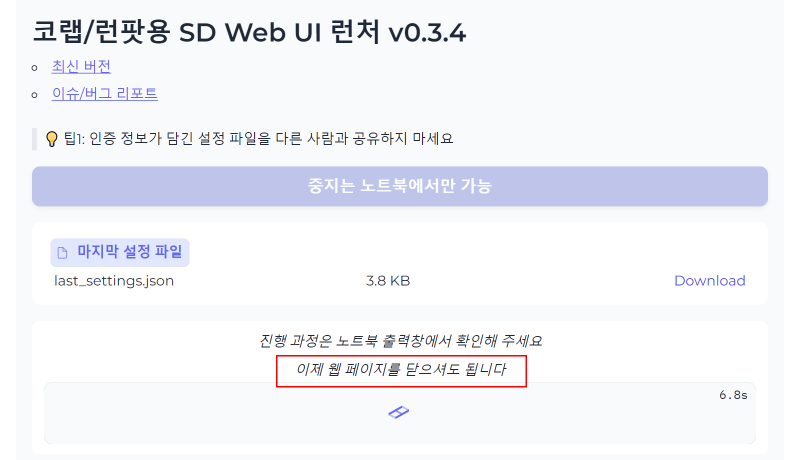 코랩/런팟용 SD Web UI 런처 v0.3.4
최신 버전
이슈/버그 리포트
💡 팁1: 인증 정보가 담긴 설정 파일을 다른 사람과 공유하지 마세요
중지는 노트북에서만 가능
마지막 설정 파일
last_settings.json 3.8 KB Download
진행 과정은 노트북 출력창에서 확인해 주세요
이제 웹 페이지를 닫으셔도 됩니다
6.8s